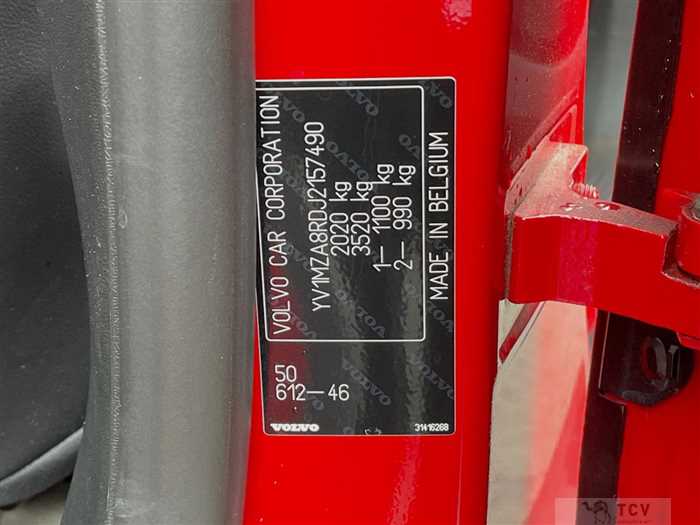 VOLVO CAR CORPORATION
YV1MZA8RDJ2157490
2020 kg
3520 kg
1— 1100 kg
2— 990 kg
MADE IN BELGIUM
50
612—46
VOLVO
31416268
TCV